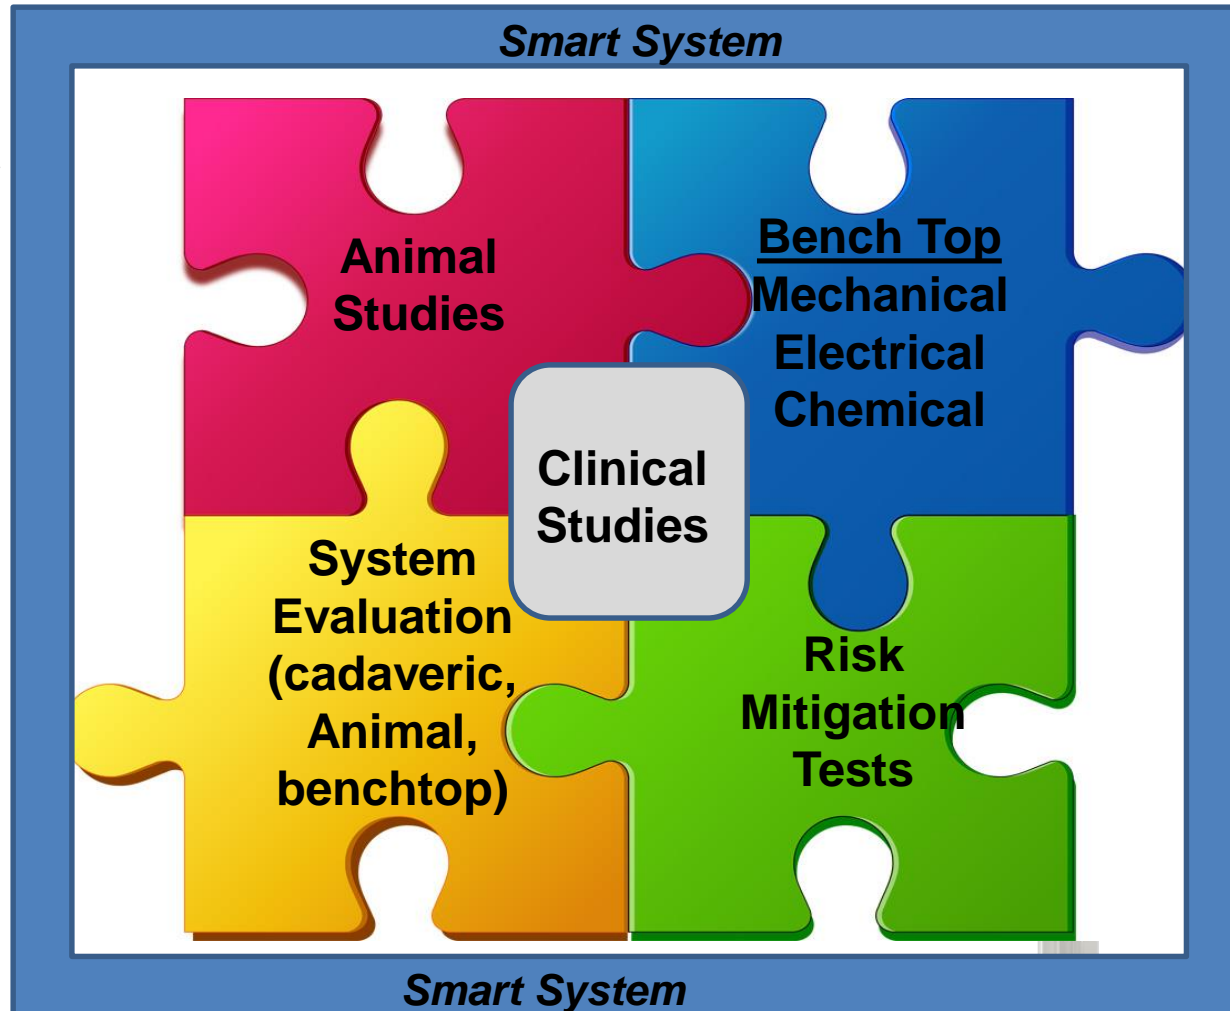 Smart System
Animal
Studies
Bench Top
Mechanical
Electrical
Chemical
Clinical
Studies
System
Evaluation
(cadaveric,
Animal,
benchtop)
Risk
Mitigation
Tests
Smart System